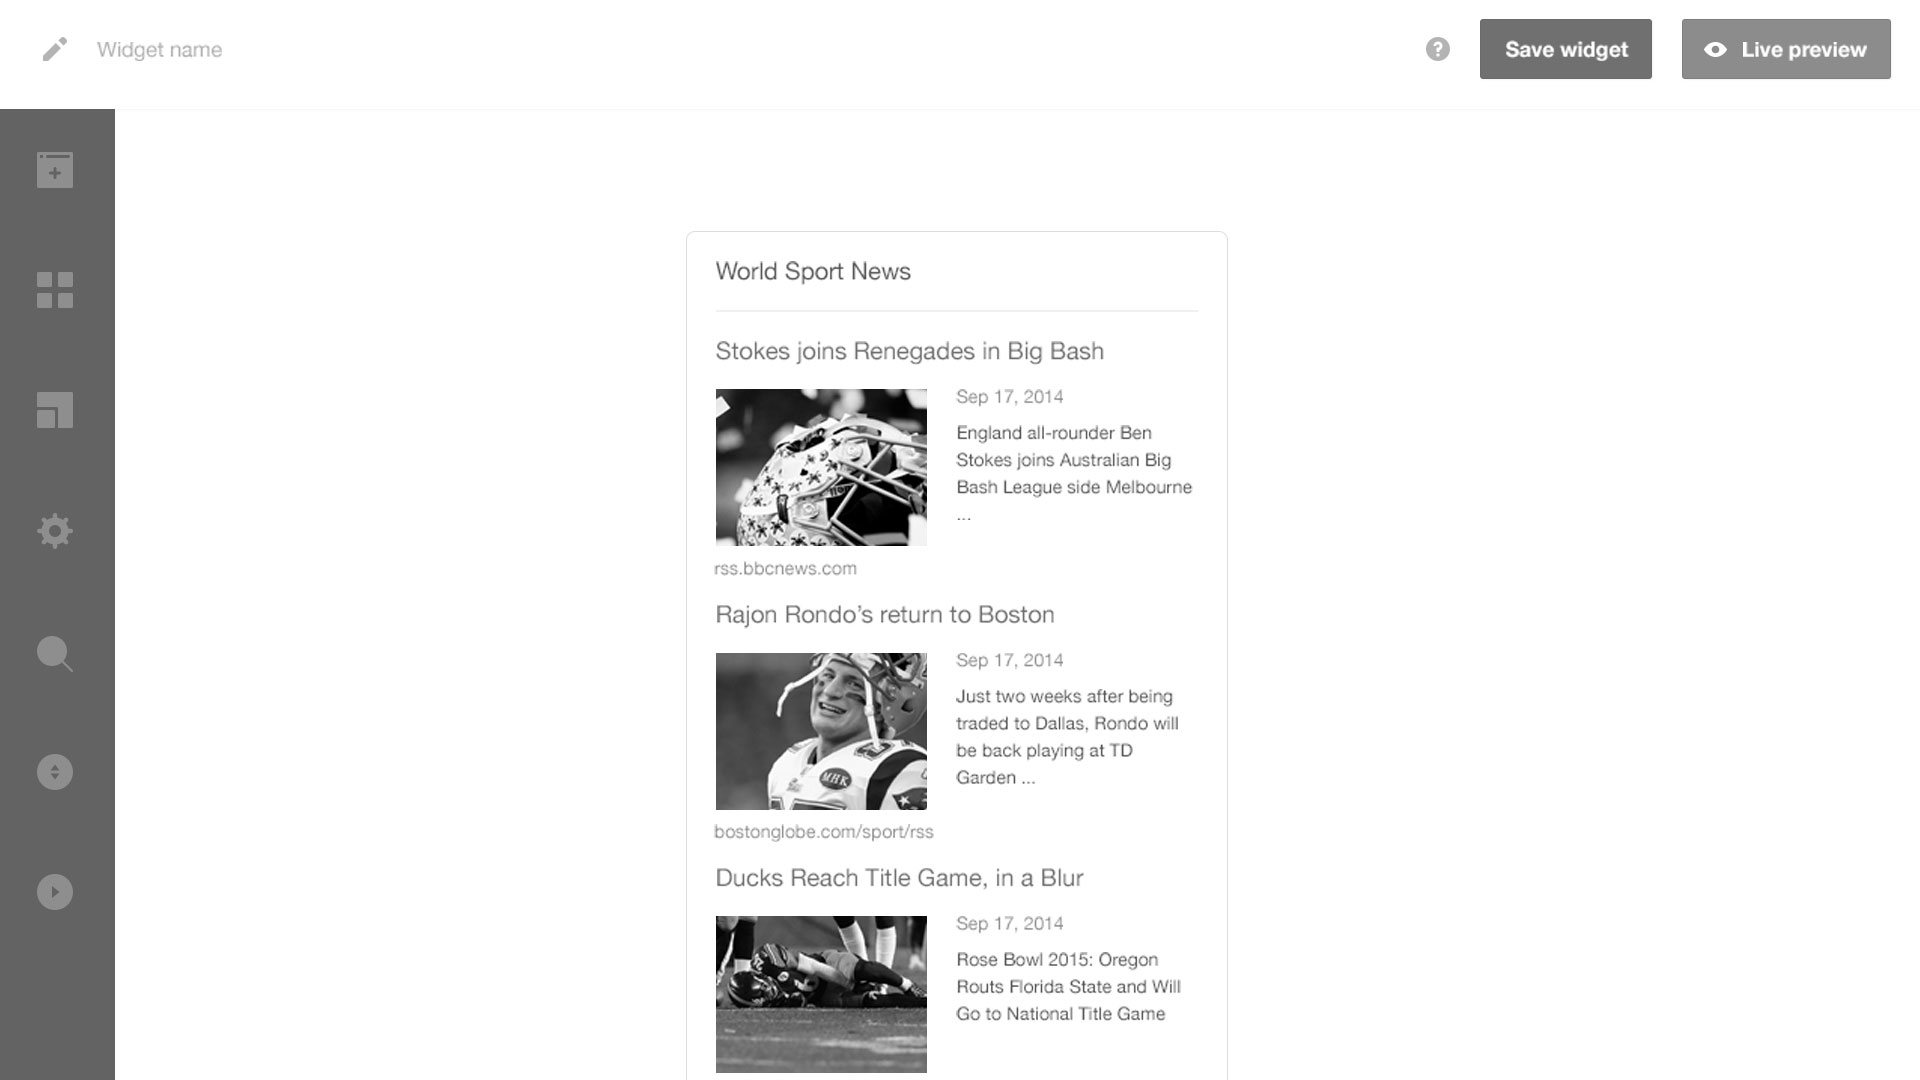 Widget name
?
Save widget
Live preview
World Sport News
Stokes joins Renegades in Big Bash
Sep 17, 2014
England all-rounder Ben
Stokes joins Australian Big
Bash League side Melbourne
...
rss.bbcnews.com
Rajon Rondo’s return to Boston
Sep 17, 2014
Just two weeks after being
traded to Dallas, Rondo will
be back playing at TD
Garden ...
MHK
bostonglobe.com/sport/rss
Ducks Reach Title Game, in a Blur
Sep 17, 2014
Rose Bowl 2015: Oregon
Routs Florida State and Will
Go to National Title Game